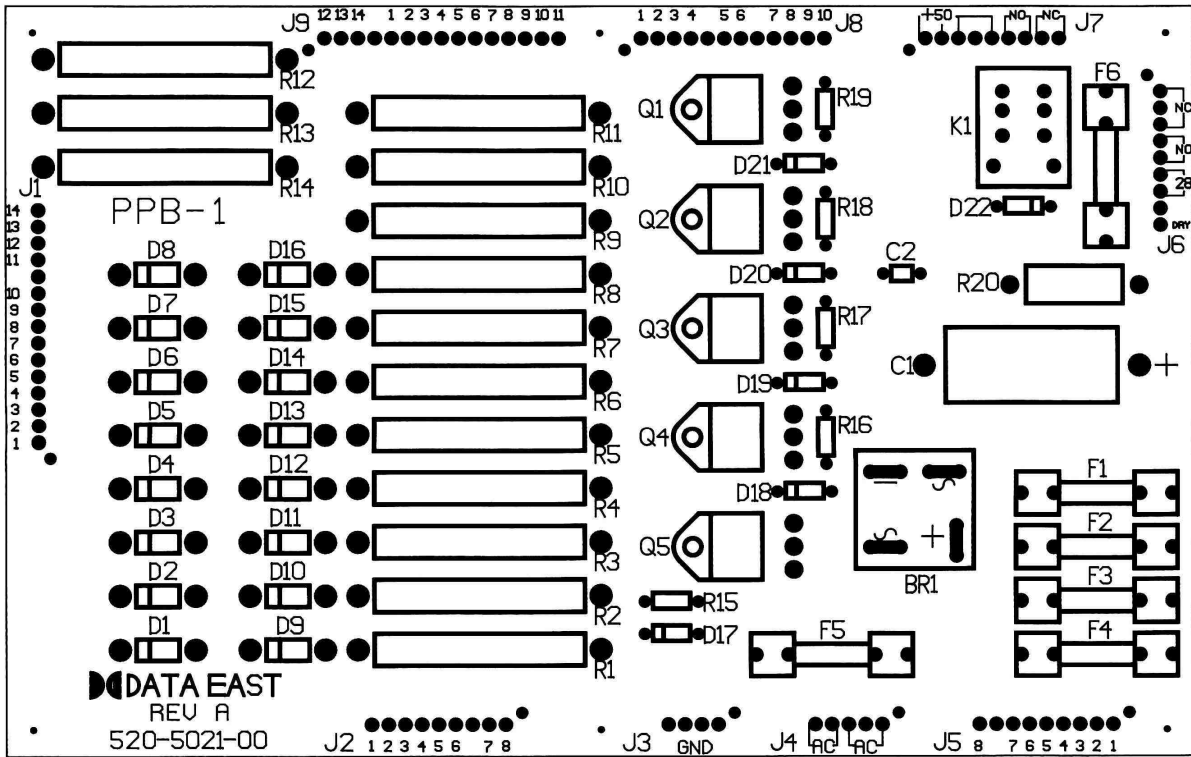 J9 12 13 14 1 2 3 4 5 6 7 8 9 10 11
1 2 3 4 5 6 7 8 9 10 J8
+50 NO NC J7
R12
R13
R14
R11
R10
R9
R8
R7
R6
R5
R4
R3
R2
R1
J1
14
13
12
11
10
9
8
7
6
5
4
3
2
1
PPB-1
D8 D16
D7 D15
D6 D14
D5 D13
D4 D12
D3 D11
D2 D10
D1 D9
Q1 R19
D21
Q2 R18
D20
Q3 R17
D19
Q4 R16
D18
Q5
R15
D17
K1
F6
NC
NO
28
DRY
J6
D22
C2
R20
C1 +
S
S +
BR1
F1
F2
F3
F4
F5
DATA EAST
REV A
520-5021-00
J2 1 2 3 4 5 6 7 8
J3 GND
J4 AC AC
J5 8 7 6 5 4 3 2 1